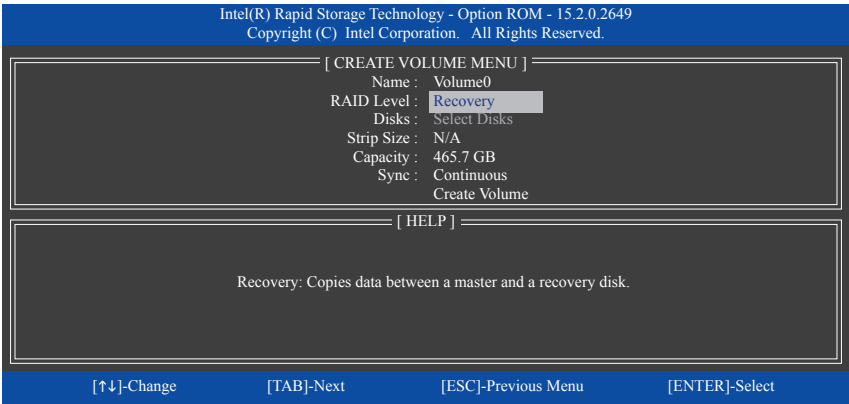 Intel(R) Rapid Storage Technology - Option ROM - 15.2.0.2649
Copyright (C) Intel Corporation. All Rights Reserved.
[ CREATE VOLUME MENU ]
Name : Volume0
RAID Level : Recovery
Disks : Select Disks
Strip Size : N/A
Capacity : 465.7 GB
Sync : Continuous
Create Volume
[ HELP ]
Recovery: Copies data between a master and a recovery disk.
[↑↓]-Change [TAB]-Next [ESC]-Previous Menu [ENTER]-Select